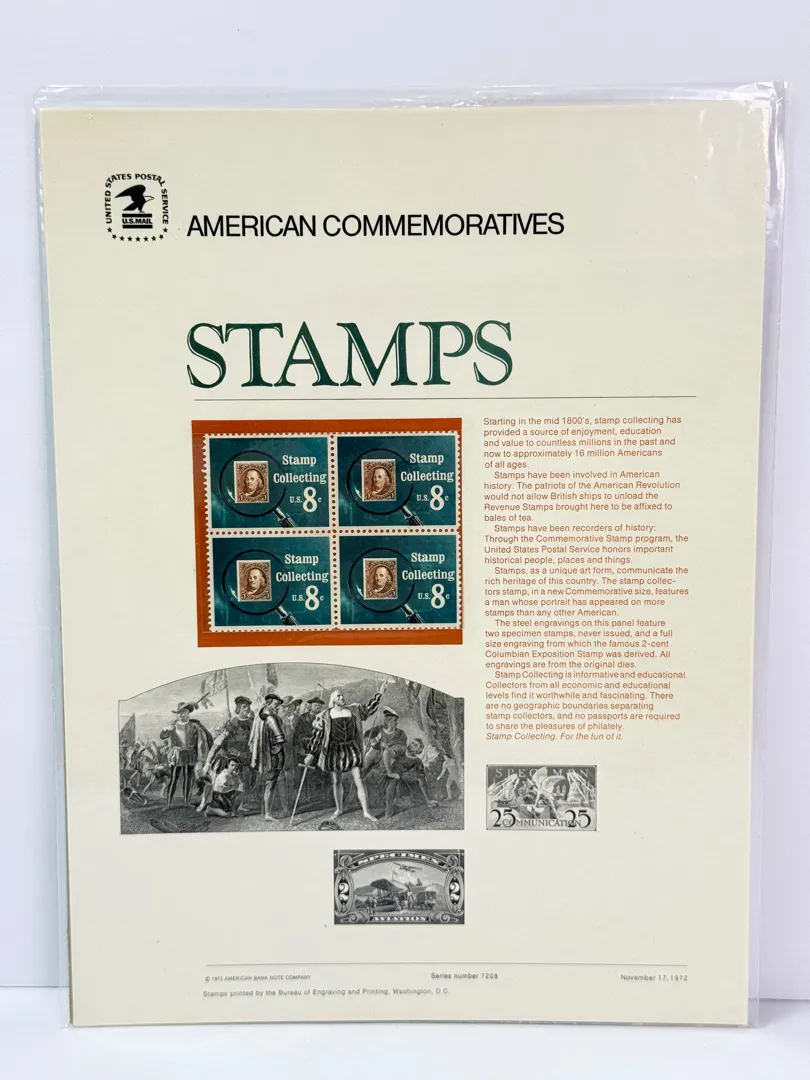 UNITED STATES POSTAL SERVICE
U.S.MAIL
AMERICAN COMMEMORATIVES
STAMPS
Starting in the mid 1800's, stamp collecting has
provided a source of enjoyment, education
and value to countless millions in the past and
now to approximately 16 million Americans
of all ages.
Stamps have been involved in American
history: The patriots of the American Revolution
would not allow British ships to unload the
Revenue Stamps brought here to be affixed to
bales of tea.
Stamps have been recorders of history:
Through the Commemorative Stamp program, the
United States Postal Service honors important
historical people, places and things.
Stamps, as a unique art form, communicate the
rich heritage of this country. The stamp collec-
tors stamp, in a new Commemorative size, features
a man whose portrait has appeared on more
stamps than any other American.
The steel engravings on this panel feature
two specimen stamps, never issued, and a full
size engraving from which the famous 2-cent
Columbian Exposition Stamp was derived. All
engravings are from the original dies.
Stamp Collecting is informative and educational.
Collectors from all economic and educational
levels find it worthwhile and fascinating. There
are no geographic boundaries separating
stamp collectors, and no passports are required
to share the pleasures of philately.
Stamp Collecting. For the fun of it.
Stamp
Collecting
U.S. 8c
Stamp
Collecting
U.S. 8c
Stamp
Collecting
U.S. 8c
Stamp
Collecting
U.S. 8c
SPECIMEN
25 COMMUNICATION 25
SPECIMEN
2 2
AVIATION
© 1972 AMERICAN BANK NOTE COMPANY
Series number 7208
November 17, 1972
Stamps printed by the Bureau of Engraving and Printing, Washington, D.C.